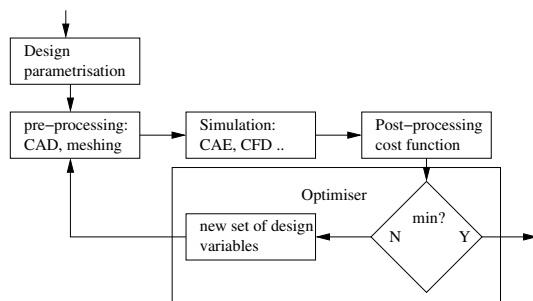 Design
parametrisation
pre−processing:
CAD, meshing
Simulation:
CAE, CFD ..
Post−processing
cost function
Optimiser
min?
N
Y
new set of design
variables